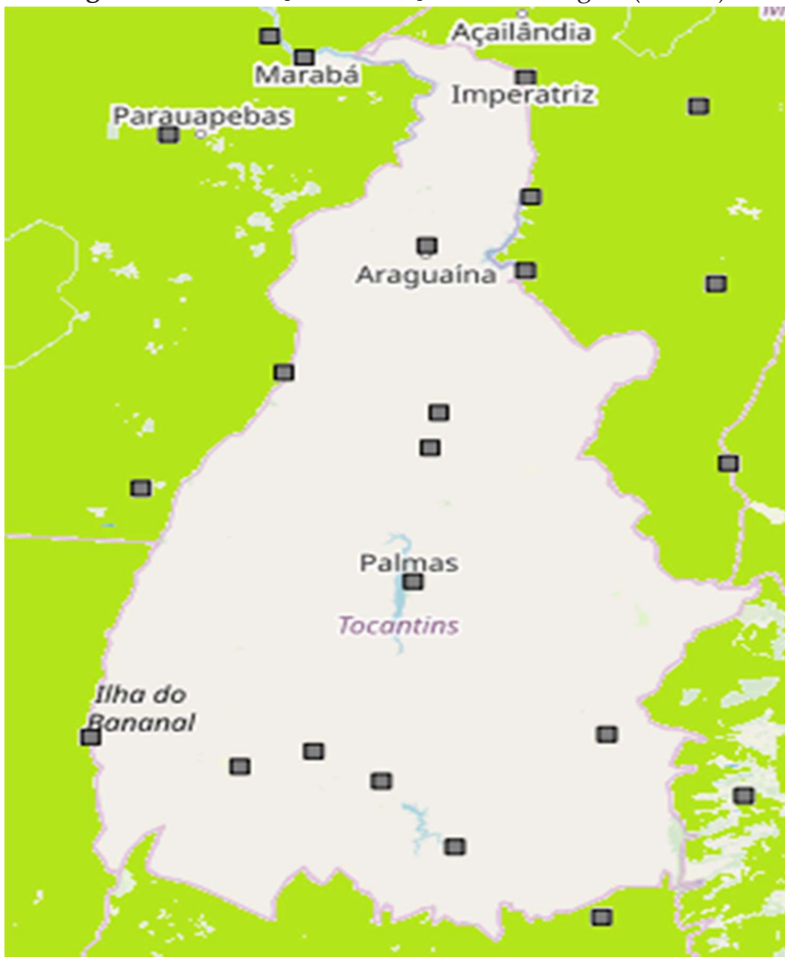 Açailândia
Marabá
Imperatriz
Parauapebas
Araguaína
Palmas
Tocantins
Ilha do
Bananal